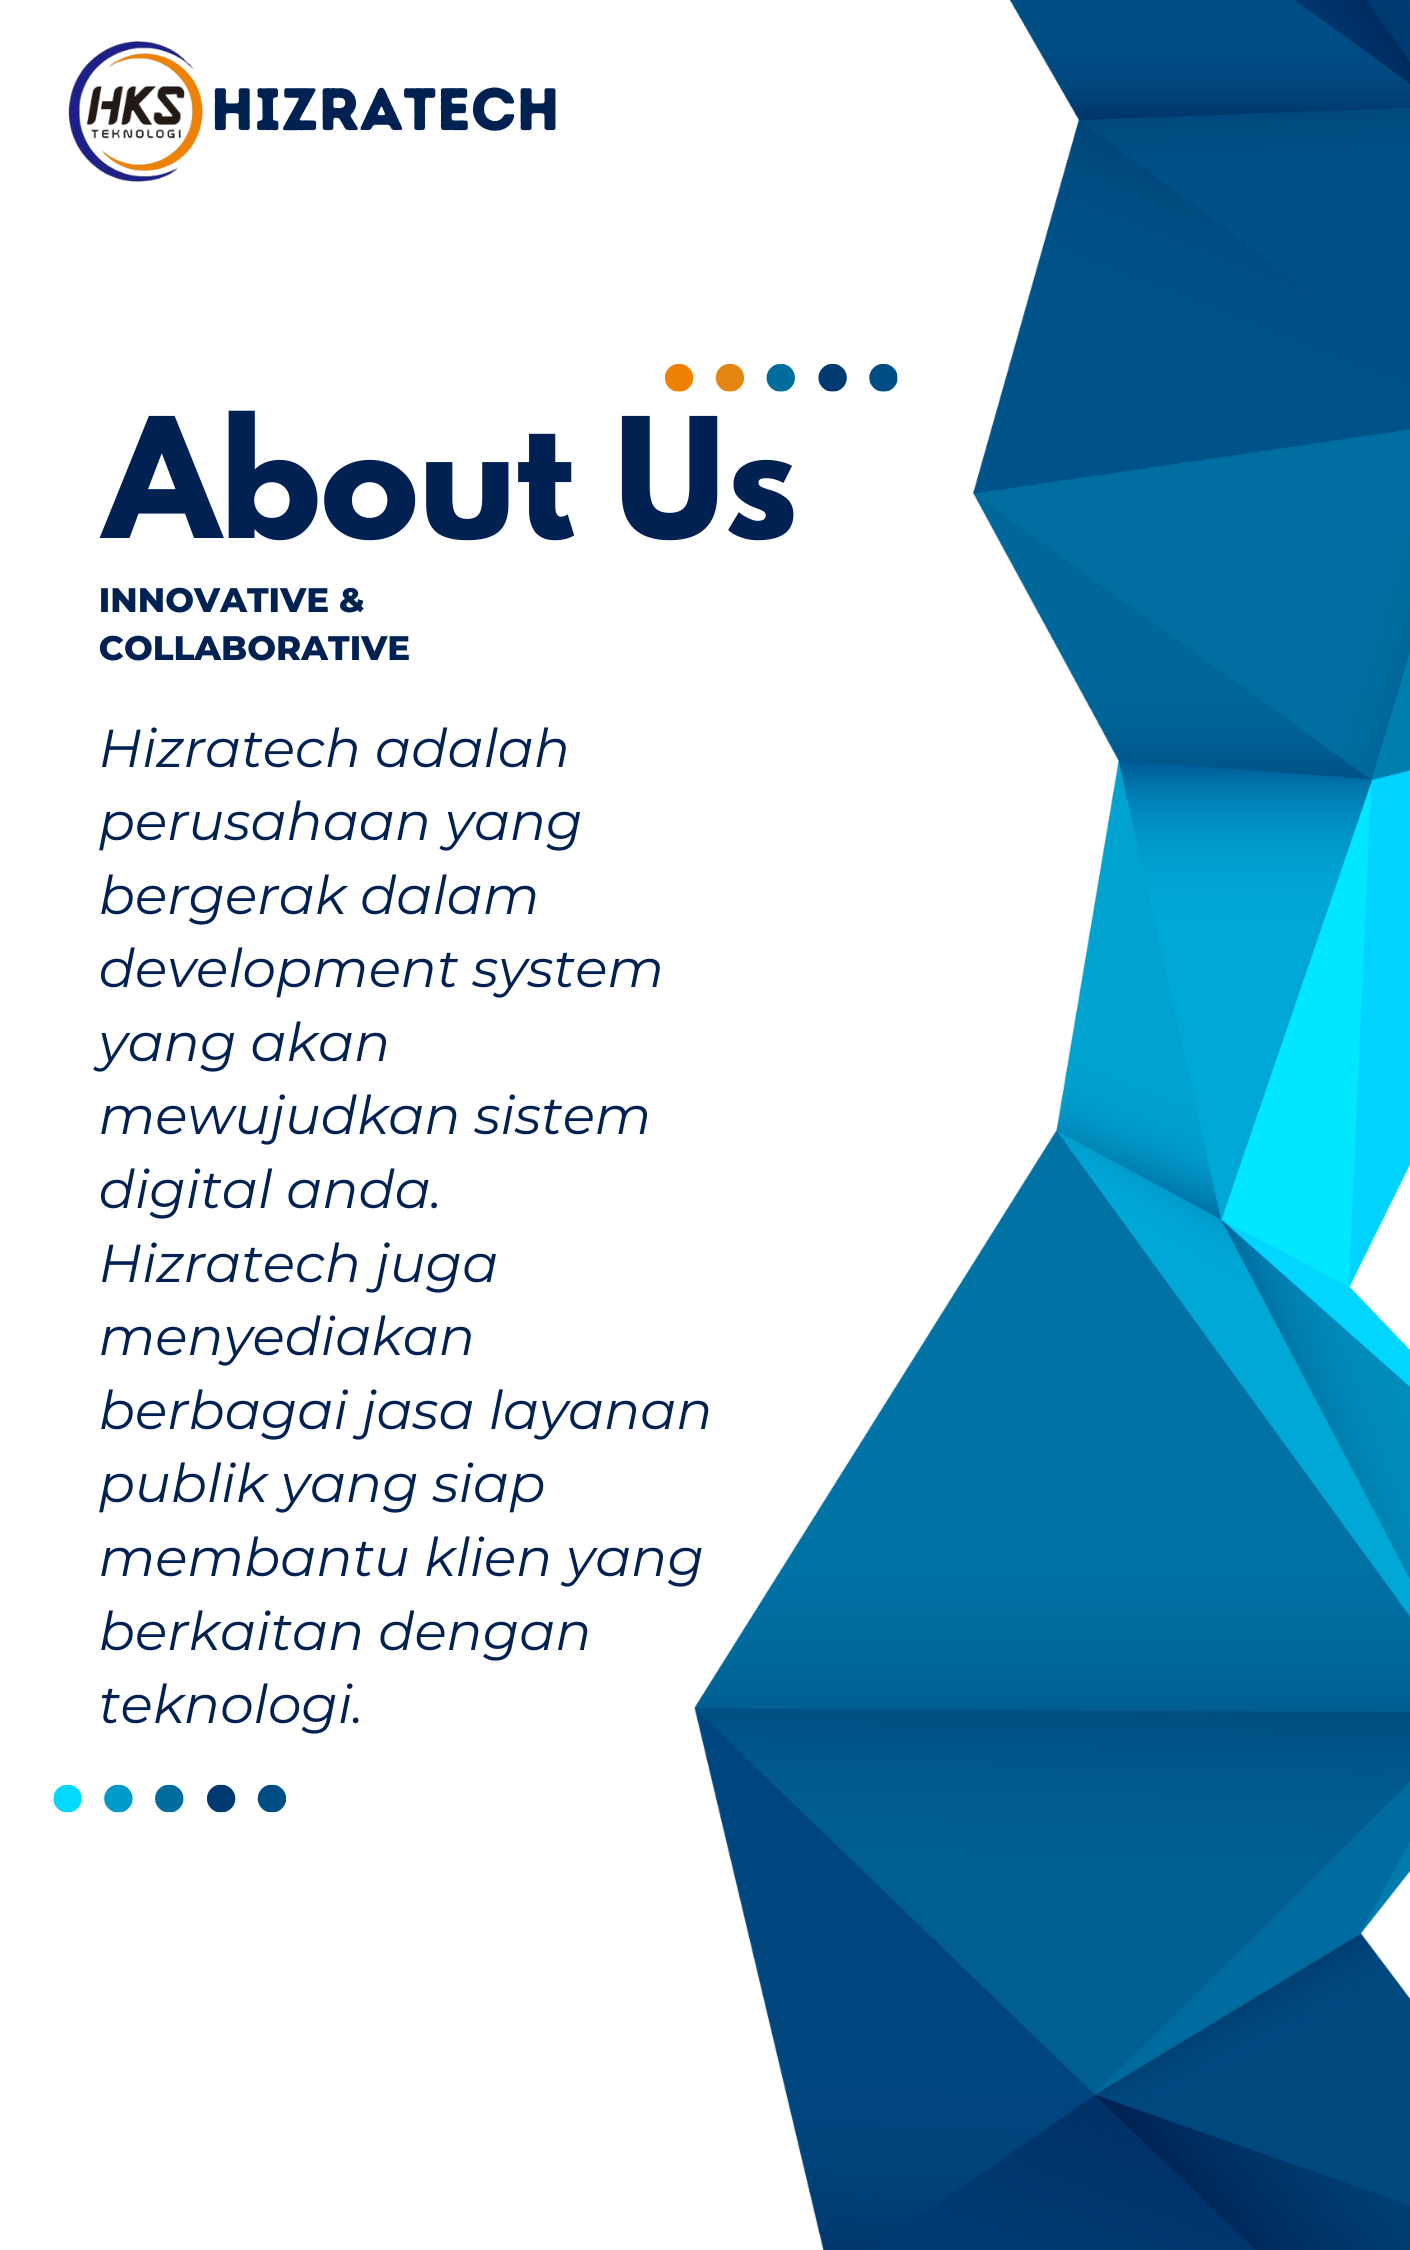 HKS
TEKNOLOGI
HIZRATECH
About Us
INNOVATIVE &
COLLABORATIVE
Hizratech adalah
perusahaan yang
bergerak dalam
development system
yang akan
mewujudkan sistem
digital anda.
Hizratech juga
menyediakan
berbagai jasa layanan
publik yang siap
membantu klien yang
berkaitan dengan
teknologi.